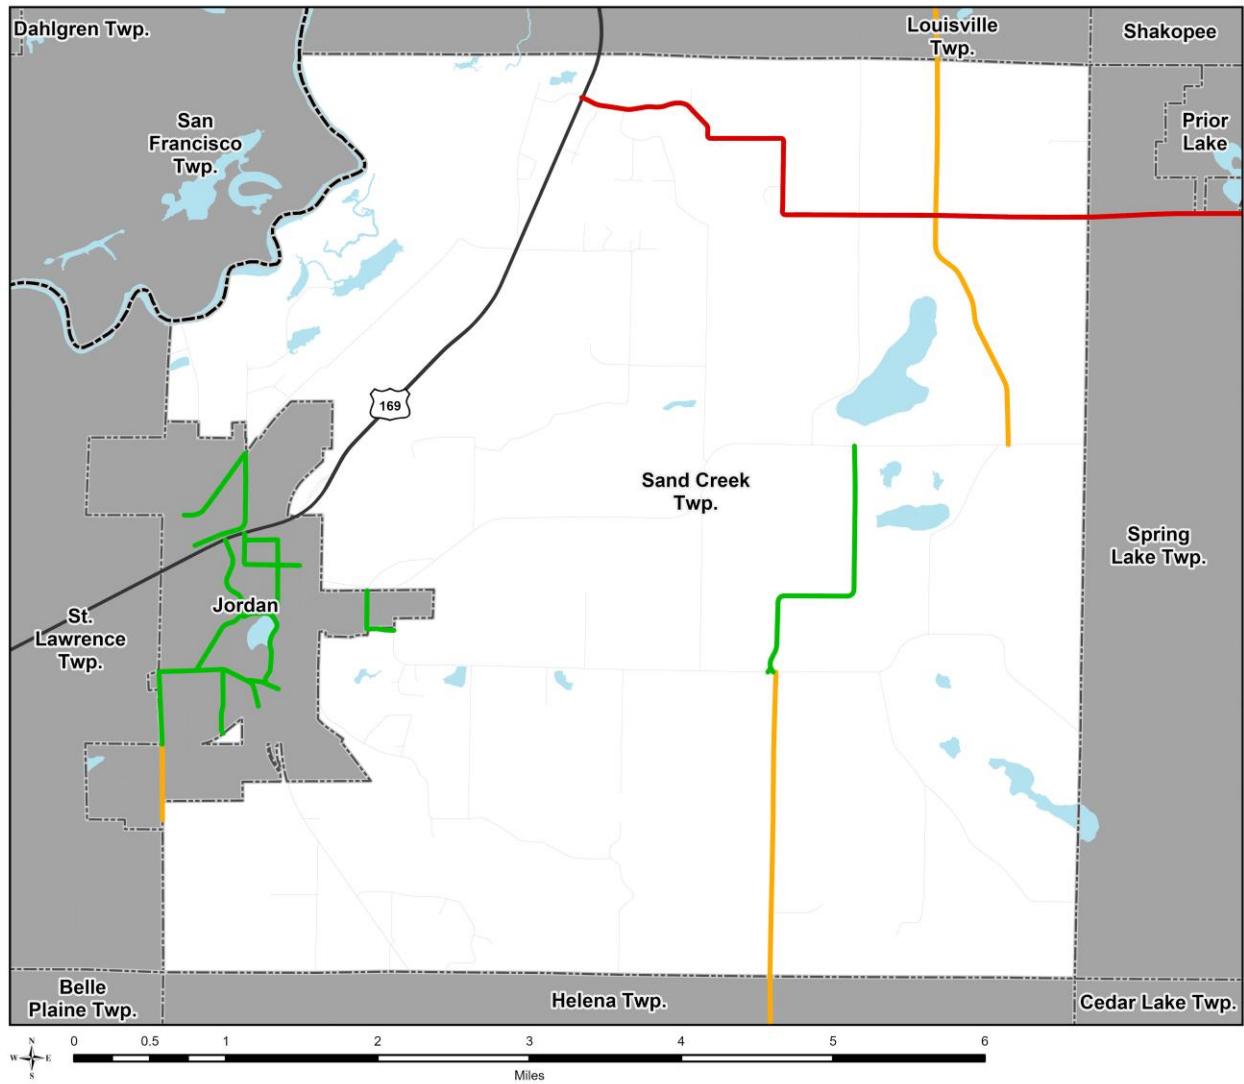 Dahlgren Twp.
Louisville
Twp.
Shakopee
San
Francisco
Twp.
Prior
Lake
169
Sand Creek
Twp.
Spring
Lake Twp.
Jordan
St.
Lawrence
Twp.
Belle
Plaine Twp.
Helena Twp.
Cedar Lake Twp.
N
W E
S
0 0.5 1 2 3 4 5 6
Miles